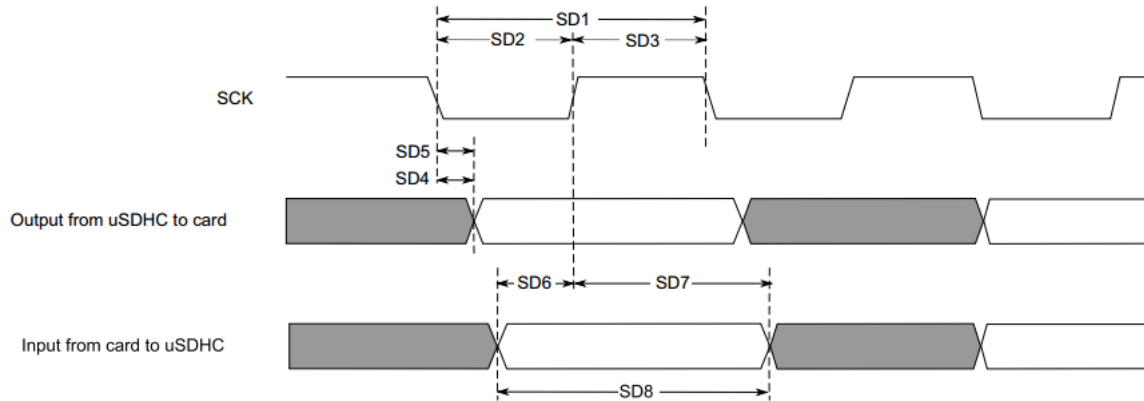 SD1
SD2 SD3
SCK
SD5
SD4
Output from uSDHC to card
SD6 SD7
Input from card to uSDHC
SD8